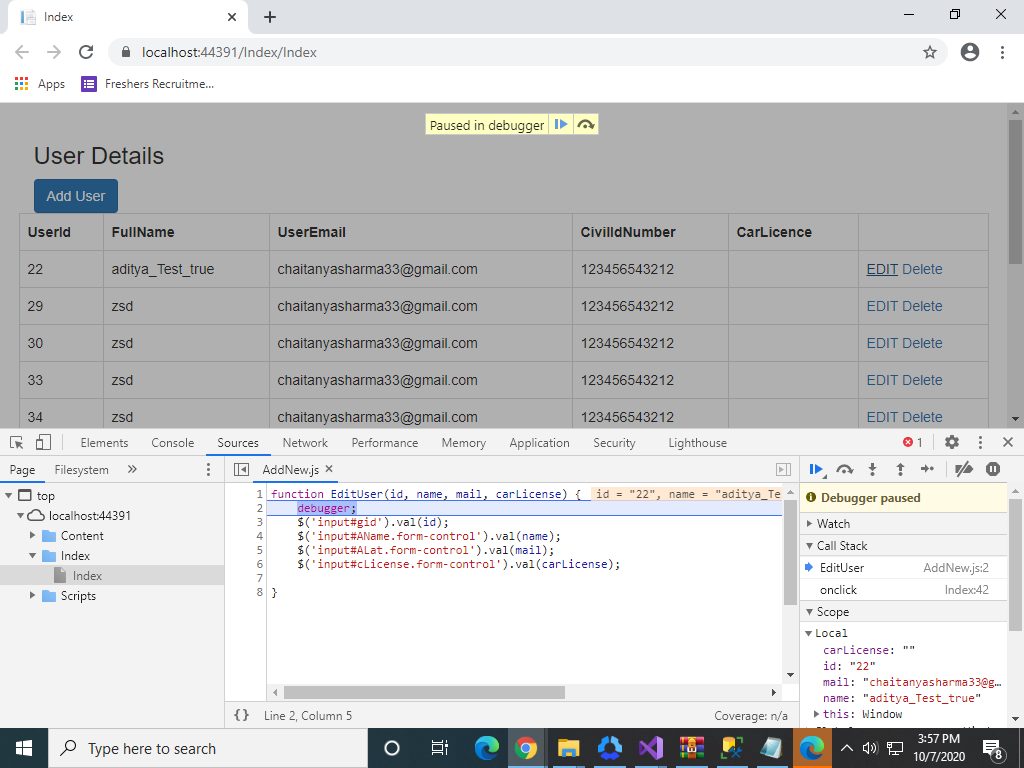 Index
localhost:44391/Index/Index
Apps Freshers Recruitme...
Paused in debugger
User Details
Add User
UserId FullName UserEmail CivilIdNumber CarLicence
22 aditya_Test_true chaitanyasharma33@gmail.com 123456543212 EDIT Delete
29 zsd chaitanyasharma33@gmail.com 123456543212 EDIT Delete
30 zsd chaitanyasharma33@gmail.com 123456543212 EDIT Delete
33 zsd chaitanyasharma33@gmail.com 123456543212 EDIT Delete
34 zsd chaitanyasharma33@gmail.com 123456543212 EDIT Delete
Elements Console Sources Network Performance Memory Application Security Lighthouse 1
Page Filesystem » AddNew.js
top
localhost:44391
Content
Index
Index
Scripts
1 function EditUser(id, name, mail, carLicense) { id = "22", name = "aditya_Te
2 debugger;
3 $('input#gid').val(id);
4 $('input#AName.form-control').val(name);
5 $('input#ALat.form-control').val(mail);
6 $('input#cLicense.form-control').val(carLicense);
7
8 }
{} Line 2, Column 5 Coverage: n/a
Debugger paused
Watch
Call Stack
EditUser AddNew.js:2
onclick Index:42
Scope
Local
carLicense: ""
id: "22"
mail: "chaitanyasharma33@g…
name: "aditya_Test_true"
this: Window
Type here to search
3:57 PM
10/7/2020
8